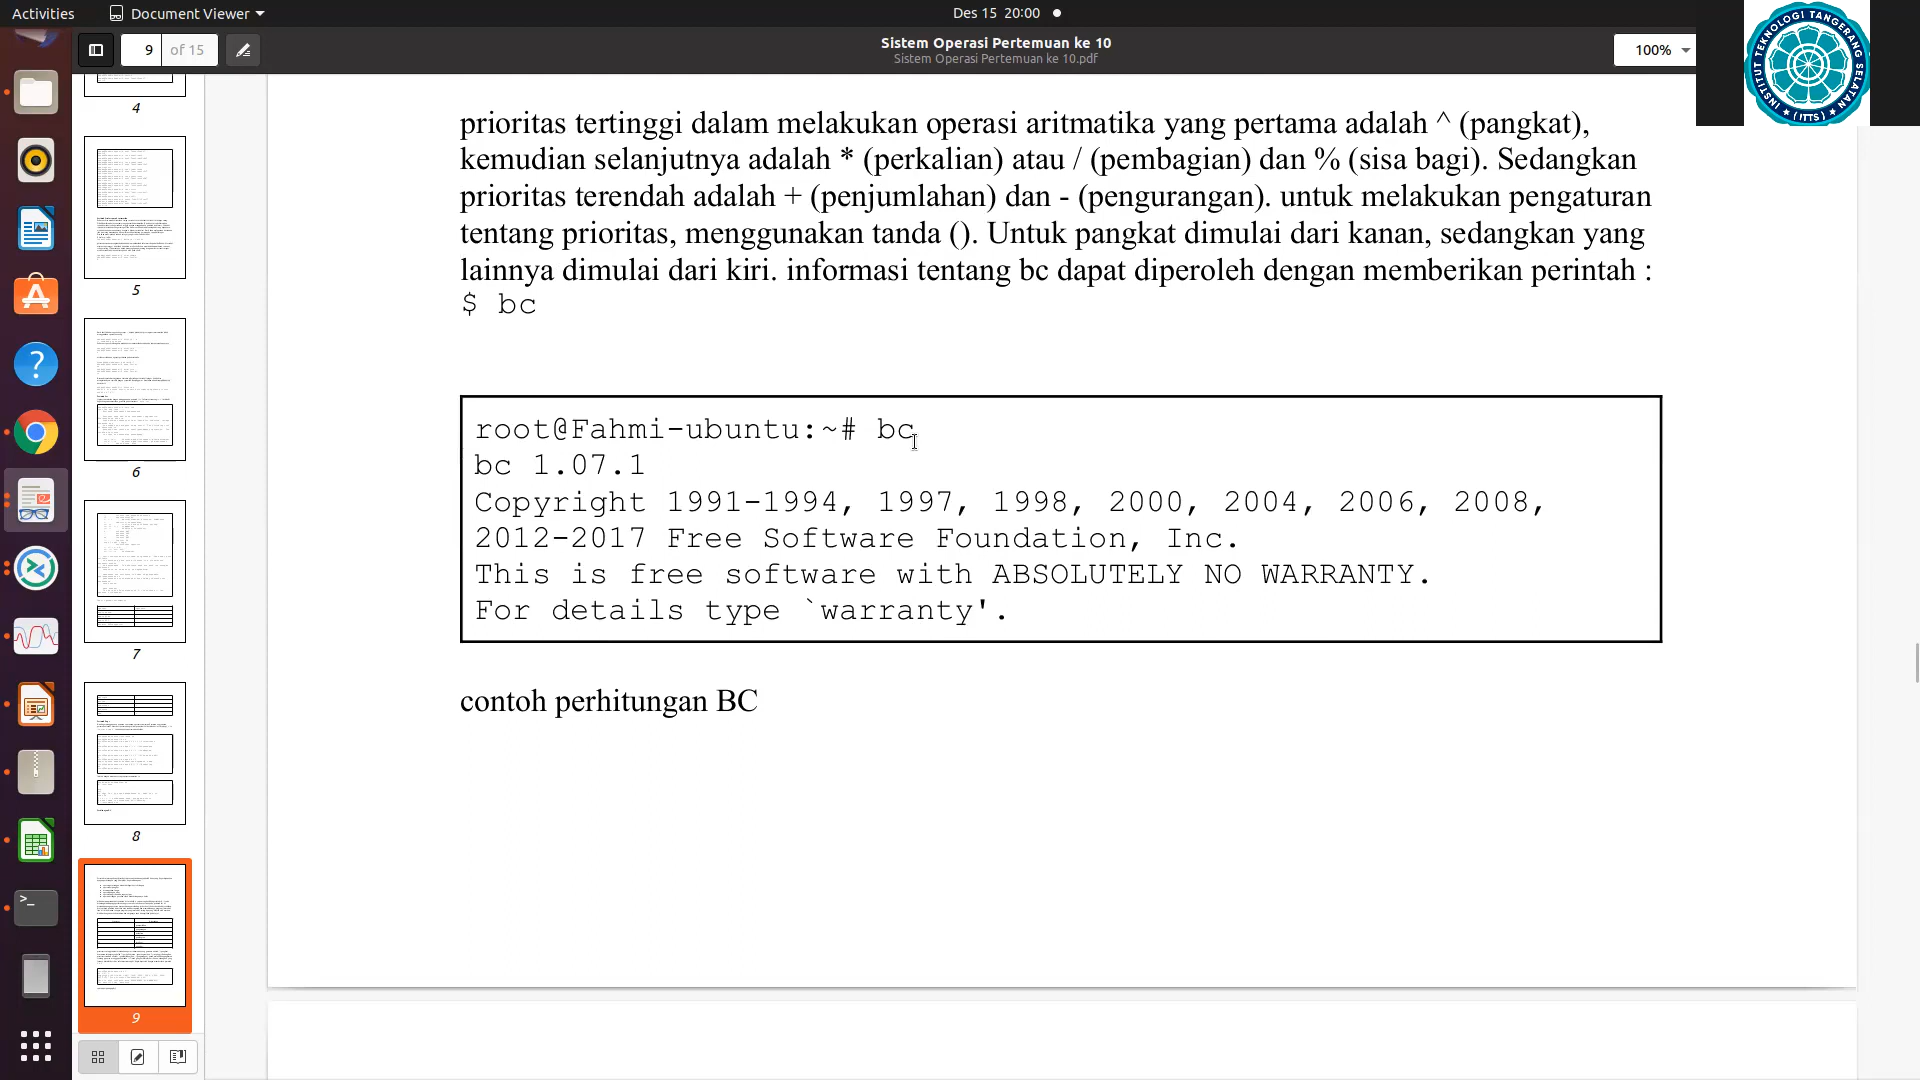 Activities
Document Viewer
Des 15 20:00
9
of 15
Sistem Operasi Pertemuan ke 10
Sistem Operasi Pertemuan ke 10.pdf
100%
INSTITUT TEKNOLOGI TANGERANG SELATAN
(ITTS)
4
5
6
7
8
9
prioritas tertinggi dalam melakukan operasi aritmatika yang pertama adalah ^ (pangkat),
kemudian selanjutnya adalah * (perkalian) atau / (pembagian) dan % (sisa bagi). Sedangkan
prioritas terendah adalah + (penjumlahan) dan - (pengurangan). untuk melakukan pengaturan
tentang prioritas, menggunakan tanda (). Untuk pangkat dimulai dari kanan, sedangkan yang
lainnya dimulai dari kiri. informasi tentang bc dapat diperoleh dengan memberikan perintah :
$ bc
root@Fahmi-ubuntu:~# bc
bc 1.07.1
Copyright 1991-1994, 1997, 1998, 2000, 2004, 2006, 2008,
2012-2017 Free Software Foundation, Inc.
This is free software with ABSOLUTELY NO WARRANTY.
For details type `warranty'.
contoh perhitungan BC